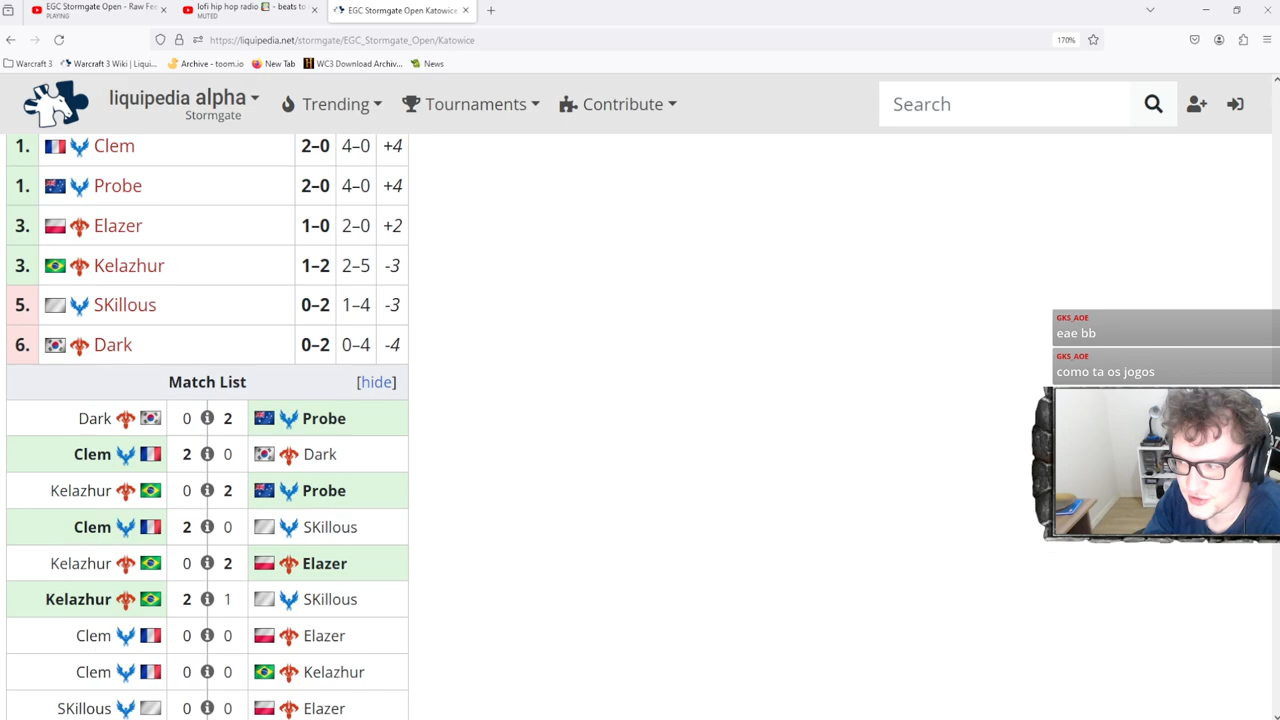 EGC Stormgate Open - Raw Fee
PLAYING
lofi hip hop radio - beats to
MUTED
EGC Stormgate Open Katowice
https://liquipedia.net/stormgate/EGC_Stormgate_Open/Katowice
170%
Warcraft 3
Warcraft 3 Wiki | Liqui...
Archive - toom.io
New Tab
WC3 Download Archiv...
News
liquipedia alpha
Stormgate
Trending
Tournaments
Contribute
Search
1. Clem 2–0 4–0 +4
1. Probe 2–0 4–0 +4
3. Elazer 1–0 2–0 +2
3. Kelazhur 1–2 2–5 -3
5. SKillous 0–2 1–4 -3
6. Dark 0–2 0–4 -4
Match List [hide]
Dark 0 2 Probe
Clem 2 0 Dark
Kelazhur 0 2 Probe
Clem 2 0 SKillous
Kelazhur 0 2 Elazer
Kelazhur 2 1 SKillous
Clem 0 0 Elazer
Clem 0 0 Kelazhur
SKillous 0 0 Elazer
GKS_AOE
eae bb
GKS_AOE
como ta os jogos